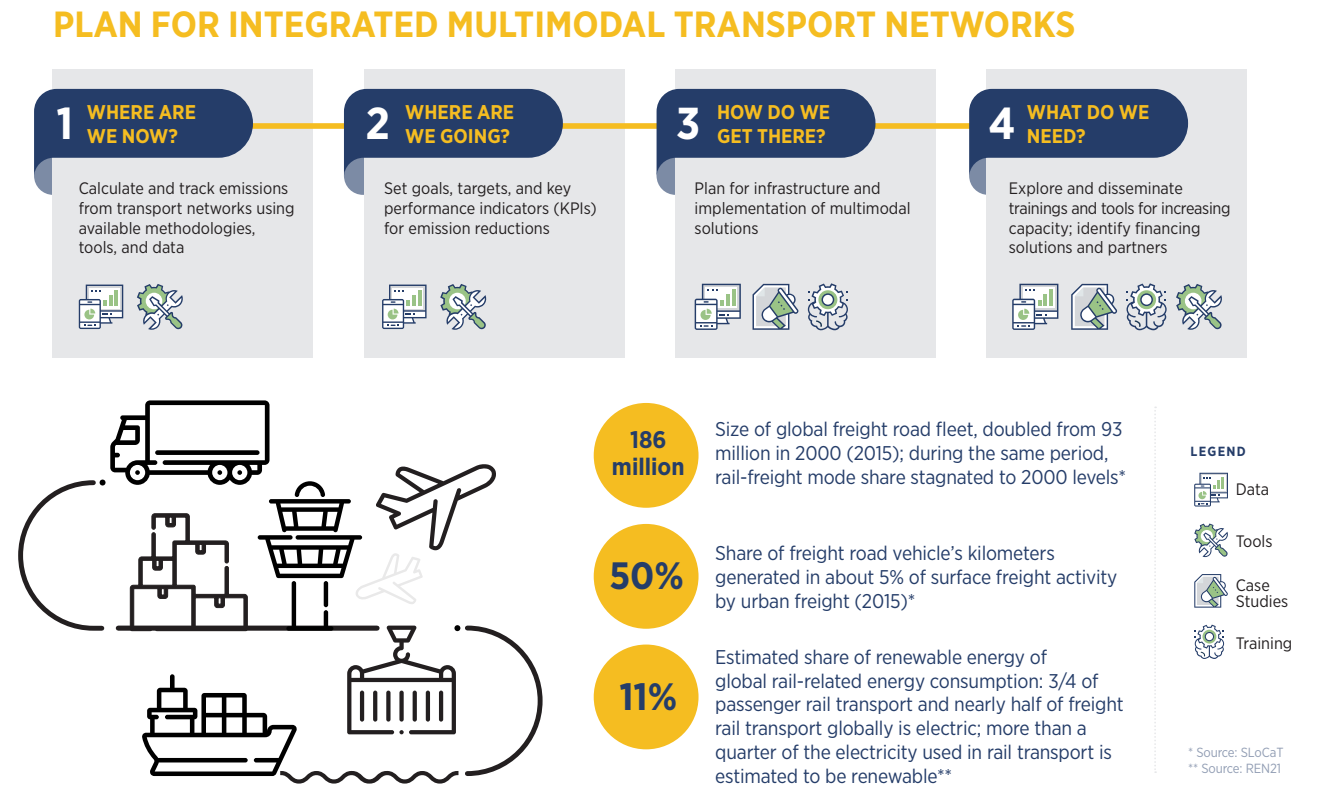 PLAN FOR INTEGRATED MULTIMODAL TRANSPORT NETWORKS
1 WHERE ARE
WE NOW?
Calculate and track emissions
from transport networks using
available methodologies,
tools, and data
2 WHERE ARE
WE GOING?
Set goals, targets, and key
performance indicators (KPIs)
for emission reductions
3 HOW DO WE
GET THERE?
Plan for infrastructure and
implementation of multimodal
solutions
4 WHAT DO WE
NEED?
Explore and disseminate
trainings and tools for increasing
capacity; identify financing
solutions and partners
186
million
Size of global freight road fleet, doubled from 93
million in 2000 (2015); during the same period,
rail-freight mode share stagnated to 2000 levels*
50%
Share of freight road vehicle’s kilometers
generated in about 5% of surface freight activity
by urban freight (2015)*
11%
Estimated share of renewable energy of
global rail-related energy consumption: 3/4 of
passenger rail transport and nearly half of freight
rail transport globally is electric; more than a
quarter of the electricity used in rail transport is
estimated to be renewable**
LEGEND
Data
Tools
Case
Studies
Training
* Source: SLoCaT
** Source: REN21